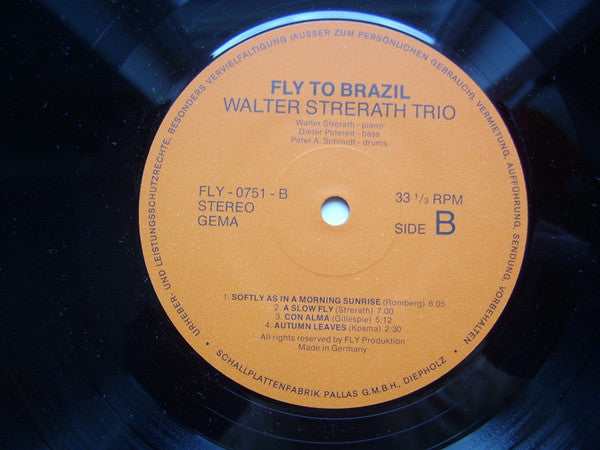 FLY TO BRAZIL
WALTER STRERATH TRIO
Walter Strerath - piano
Dieter Petereit - bass
Peter A. Schmidt - drums
FLY - 0751 - B
STEREO
GEMA
33 1/3 RPM
SIDE B
1. SOFTLY AS IN A MORNING SUNRISE (Romberg) 6:05
2. A SLOW FLY (Strerath) 7:00
3. CON ALMA (Gillespie) 5:12
4. AUTUMN LEAVES (Kosma) 2:30
All rights reserved by FLY Produktion
Made in Germany
URHEBER- UND LEISTUNGSSCHUTZRECHTE, BESONDERS VERVIELFÄLTIGUNG (AUSSER ZUM PERSÖNLICHEN GEBRAUCH), VERMIETUNG, AUFFÜHRUNG, SENDUNG, VORBEHALTEN
• SCHALLPLATTENFABRIK PALLAS G.M.B.H., DIEPHOLZ •